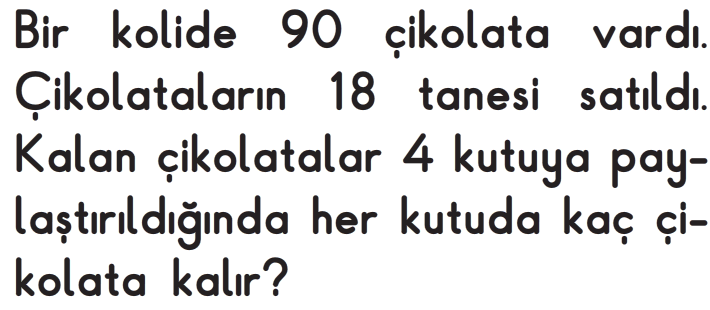 Bir kolide 90 çikolata vardı.
Çikolataların 18 tanesi satıldı.
Kalan çikolatalar 4 kutuya pay-
laştırıldığında her kutuda kaç çi-
kolata kalır?